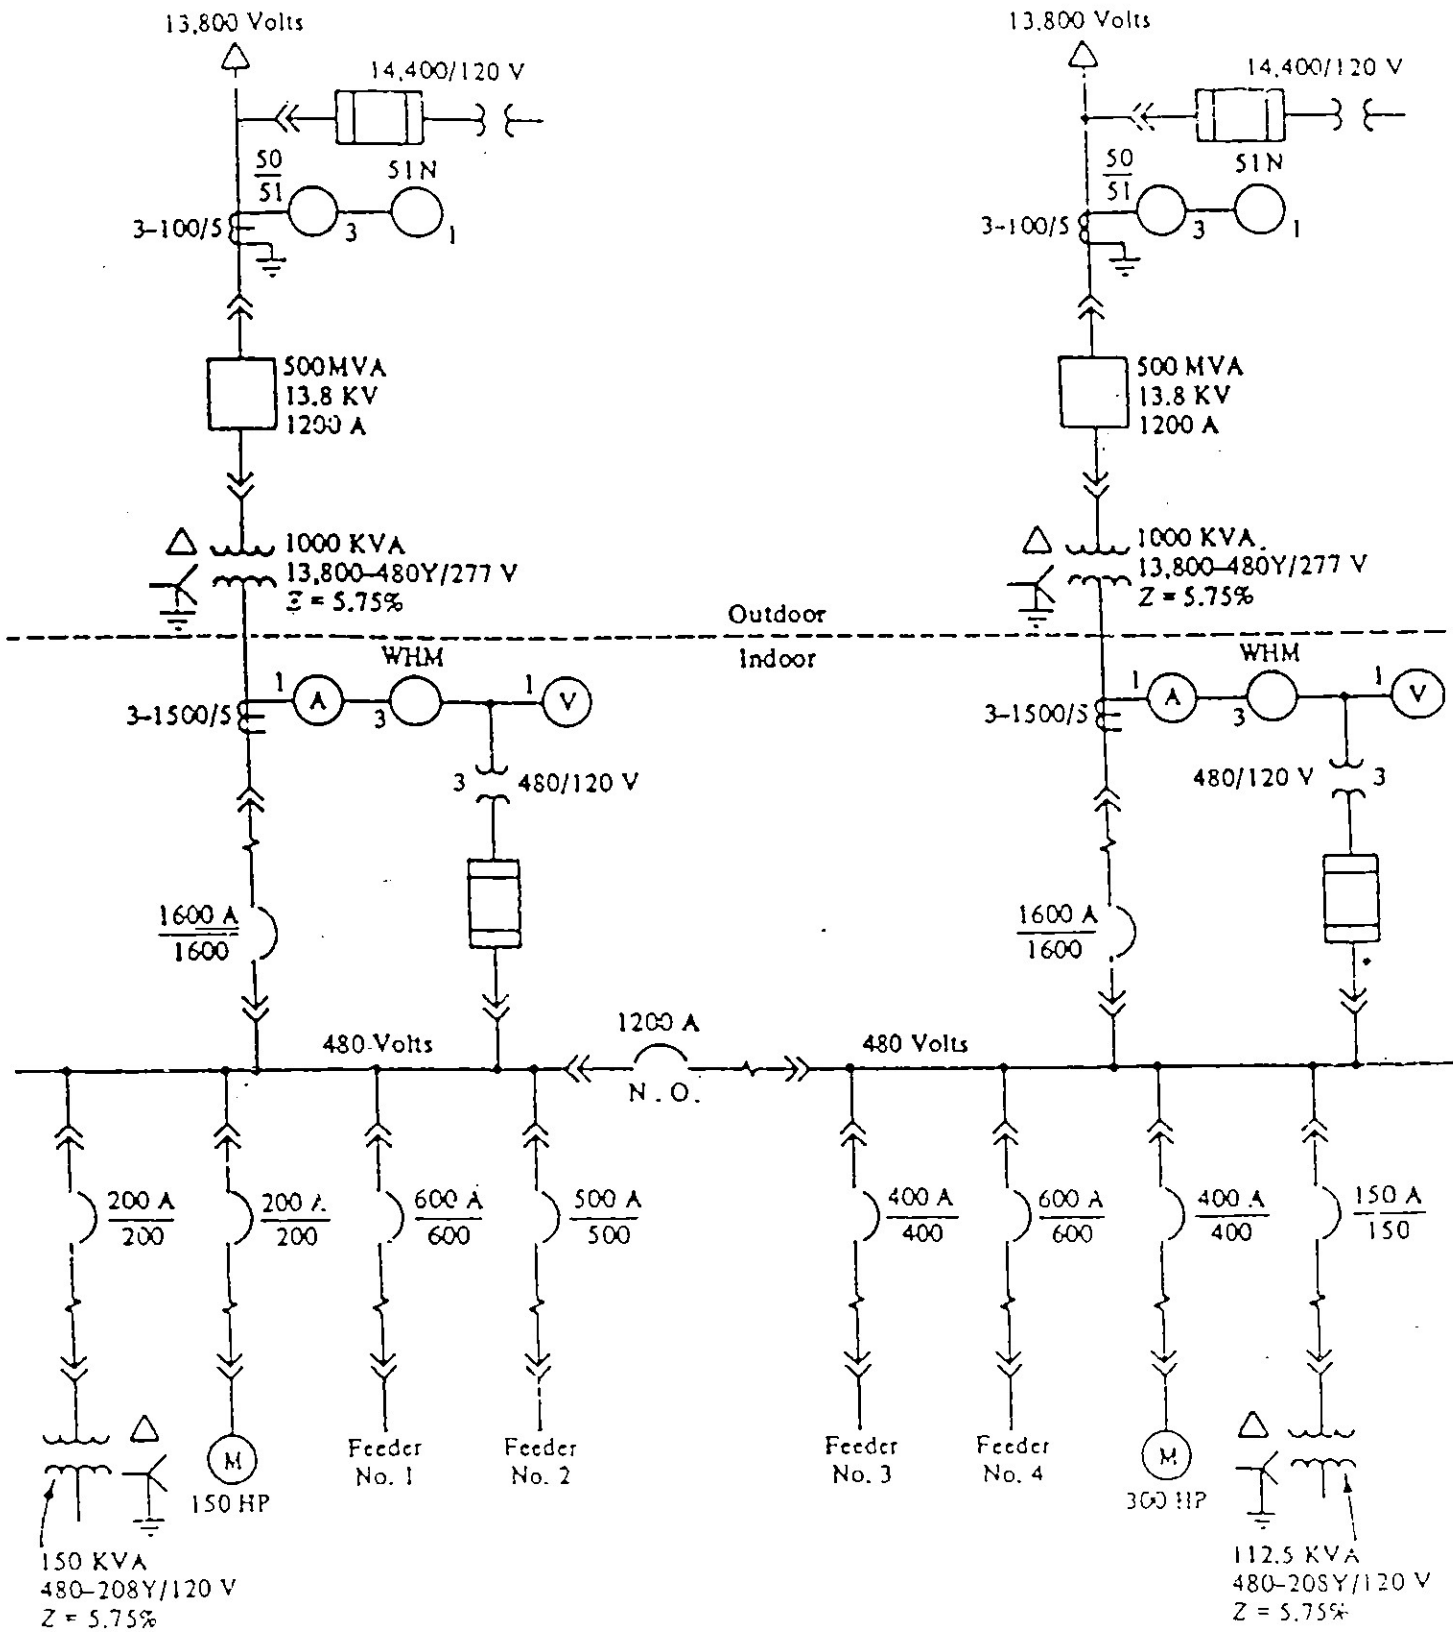 13,800 Volts
13,800 Volts
14,400/120 V
14,400/120 V
50
51
51N
50
51
51N
3-100/5
3
1
3-100/5
3
1
500 MVA
13.8 KV
1200 A
500 MVA
13.8 KV
1200 A
1000 KVA
13,800-480Y/277 V
Z = 5.75%
1000 KVA
13,800-480Y/277 V
Z = 5.75%
Outdoor
Indoor
WHM
WHM
1
A
3
1
V
3-1500/5
1
A
3
1
V
3-1500/5
3
480/120 V
480/120 V
3
1600 A
1600
1600 A
1600
480 Volts
1200 A
N.O.
480 Volts
200 A
200
200 A
200
600 A
600
500 A
500
400 A
400
600 A
600
400 A
400
150 A
150
M
150 HP
Feeder
No. 1
Feeder
No. 2
Feeder
No. 3
Feeder
No. 4
M
300 HP
150 KVA
480-208Y/120 V
Z = 5.75%
112.5 KVA
480-208Y/120 V
Z = 5.75%